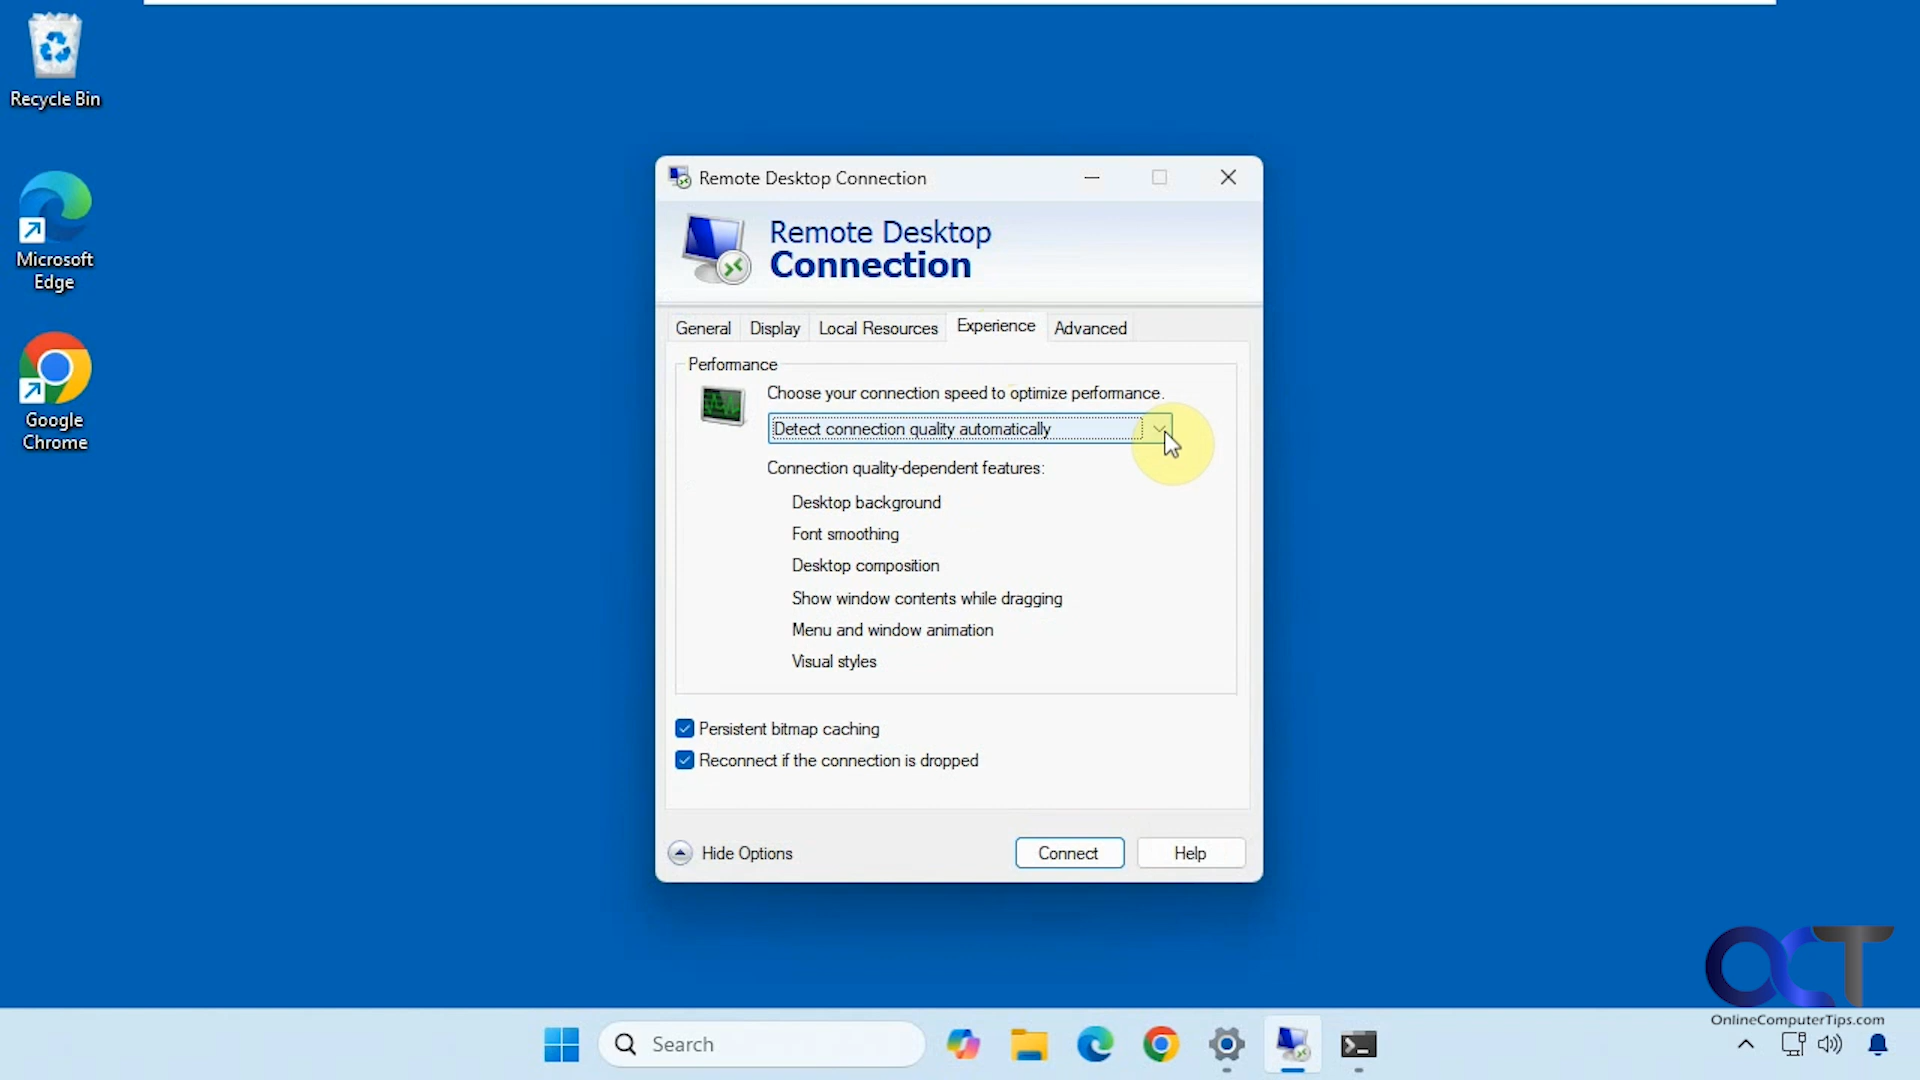 Recycle Bin
Microsoft
Edge
Google
Chrome
Remote Desktop Connection
Remote Desktop
Connection
General
Display
Local Resources
Experience
Advanced
Performance
Choose your connection speed to optimize performance.
Detect connection quality automatically
Connection quality-dependent features:
Desktop background
Font smoothing
Desktop composition
Show window contents while dragging
Menu and window animation
Visual styles
Persistent bitmap caching
Reconnect if the connection is dropped
Hide Options
Connect
Help
OCT
OnlineComputerTips.com
Search